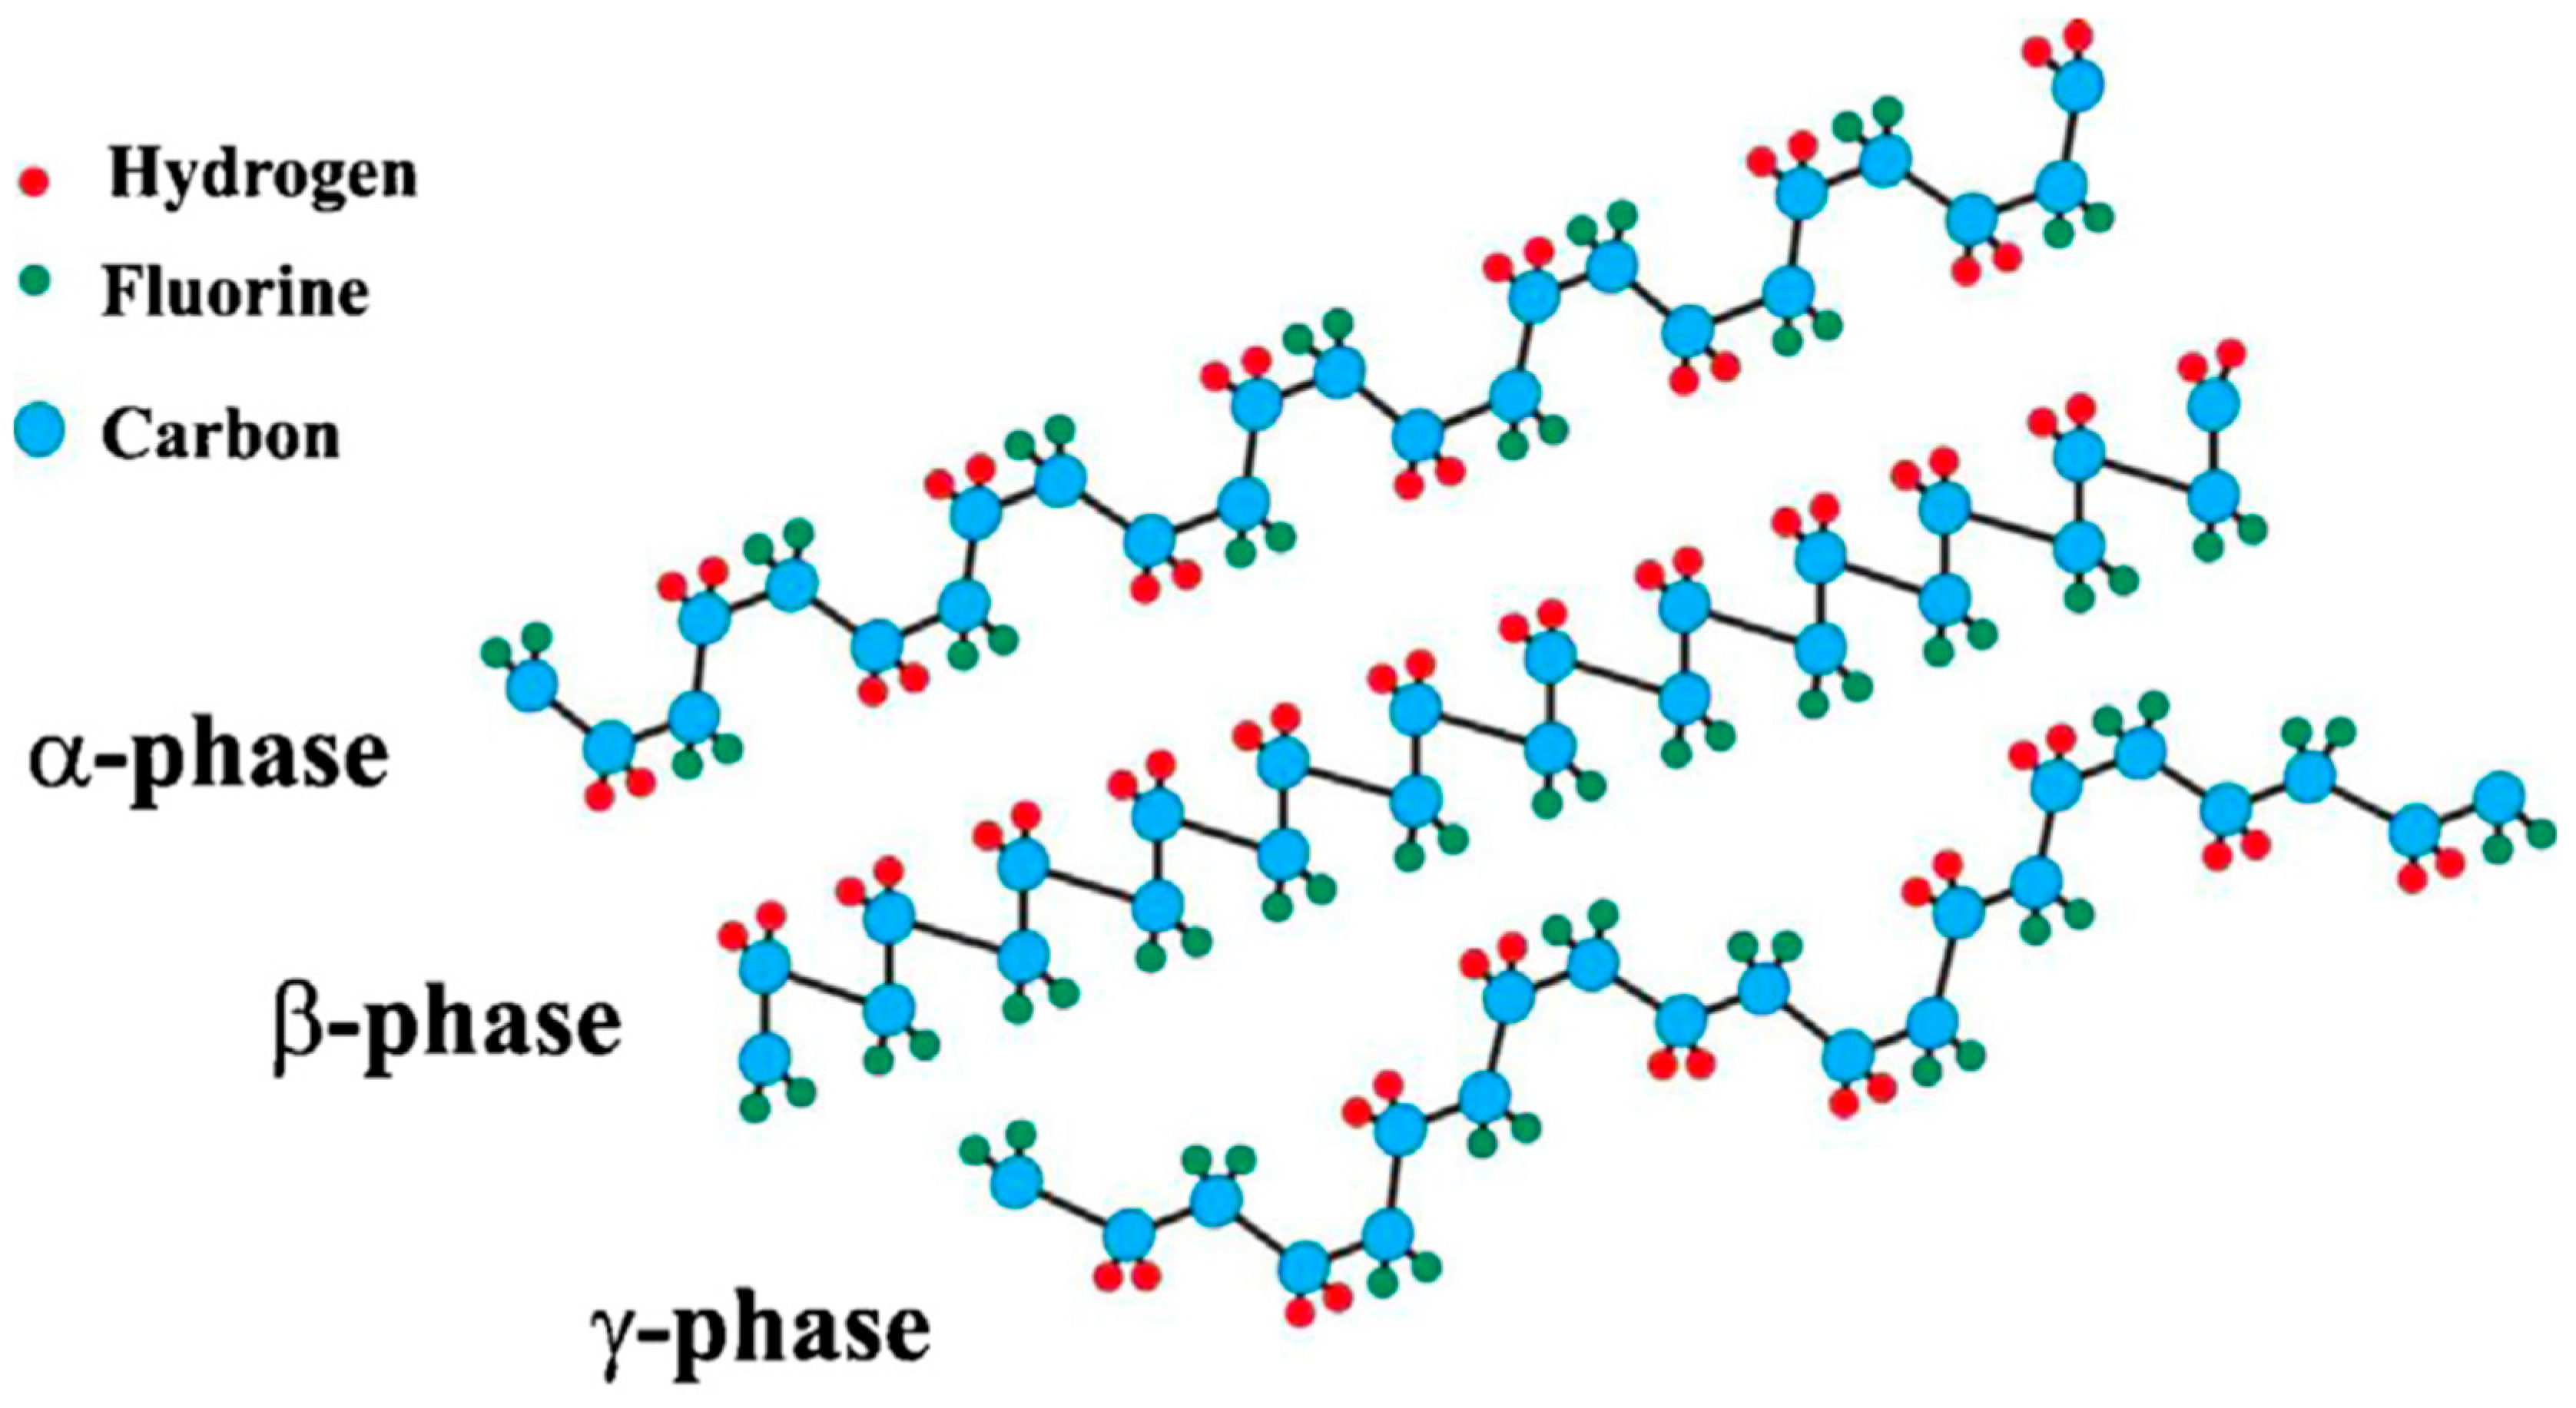 Hydrogen
Fluorine
Carbon
α-phase
β-phase
γ-phase